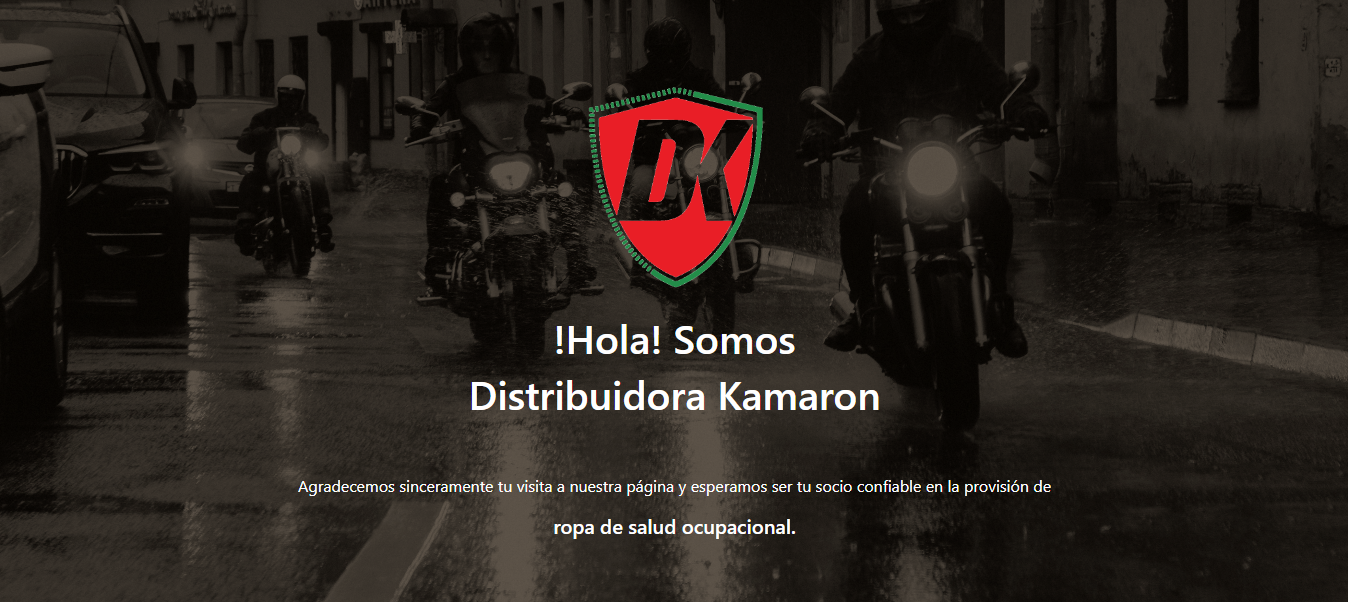 DK
!Hola! Somos
Distribuidora Kamaron
Agradecemos sinceramente tu visita a nuestra página y esperamos ser tu socio confiable en la provisión de
ropa de salud ocupacional.